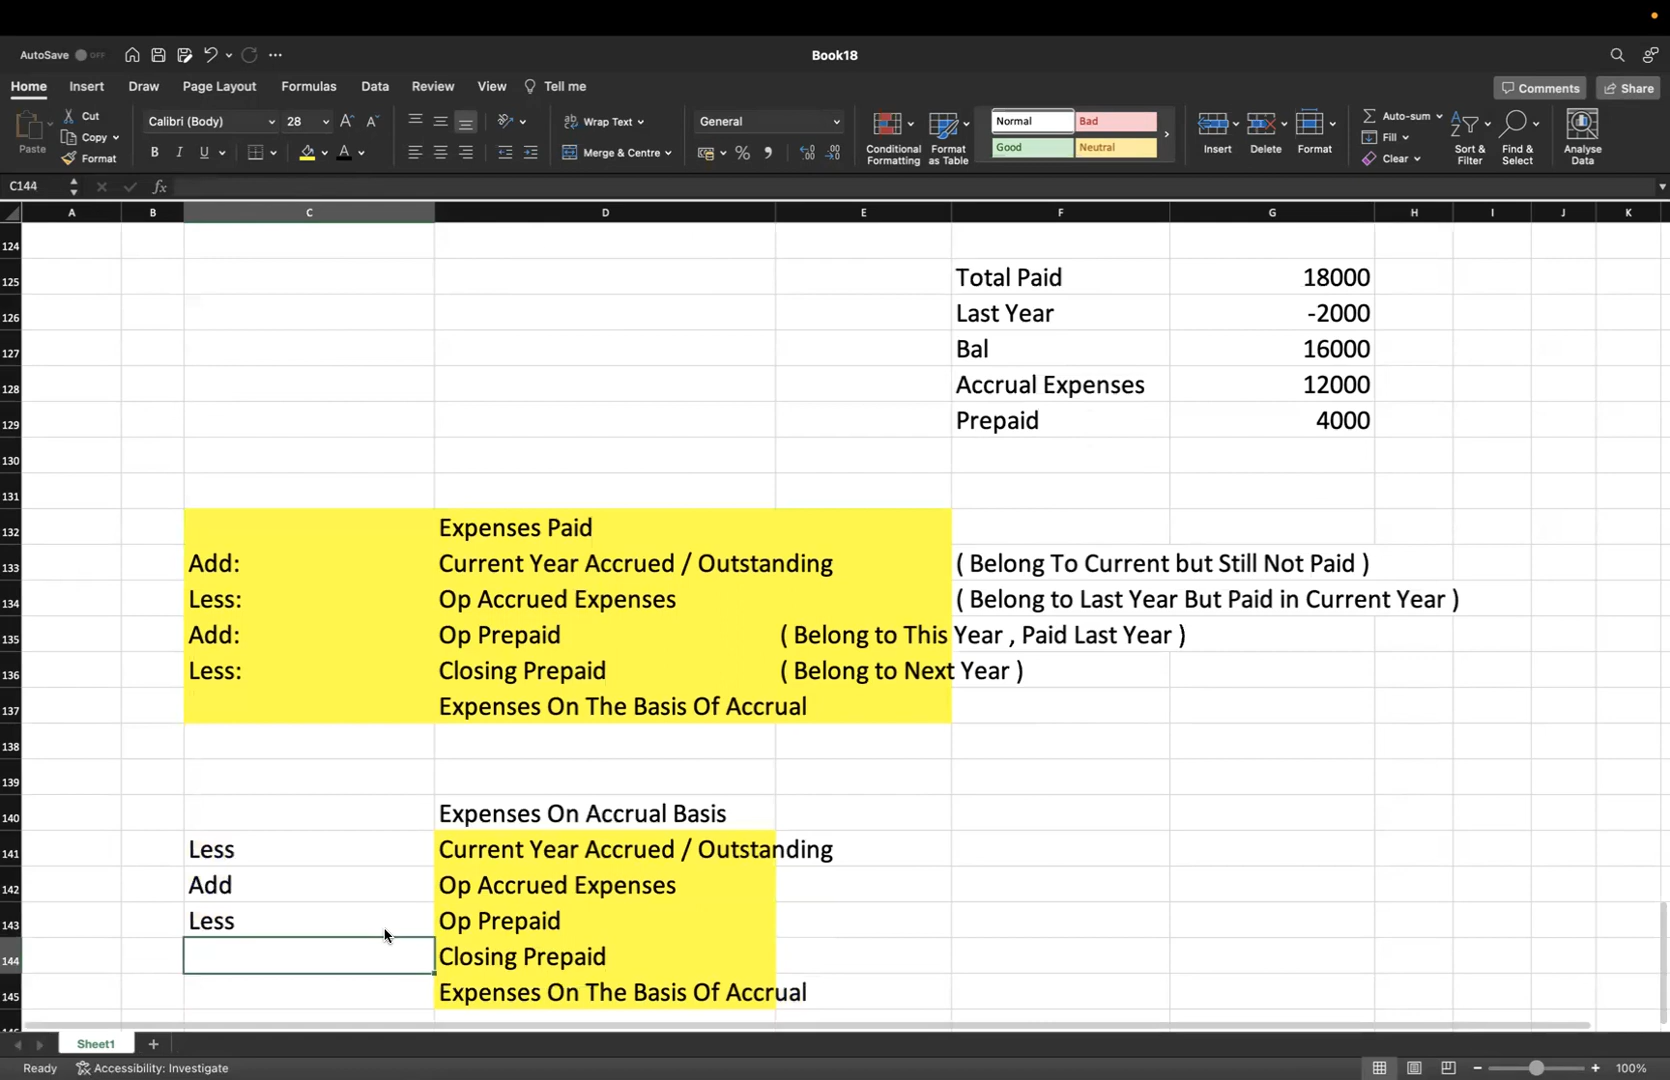 AutoSave OFF Book18
Home Insert Draw Page Layout Formulas Data Review View Tell me Comments Share
Paste Cut Copy Format
Calibri (Body) 28 A A
B I U A
Wrap Text
Merge & Centre
General
%
Conditional Formatting
Format as Table
Normal Bad
Good Neutral
Insert Delete Format
Auto-sum
Fill
Clear
Sort & Filter
Find & Select
Analyse Data
C144 fx
A B C D E F G H I J K
124
125 Total Paid 18000
126 Last Year -2000
127 Bal 16000
128 Accrual Expenses 12000
129 Prepaid 4000
130
131
132 Expenses Paid
133 Add: Current Year Accrued / Outstanding ( Belong To Current but Still Not Paid )
134 Less: Op Accrued Expenses ( Belong to Last Year But Paid in Current Year )
135 Add: Op Prepaid ( Belong to This Year , Paid Last Year )
136 Less: Closing Prepaid ( Belong to Next Year )
137 Expenses On The Basis Of Accrual
138
139
140 Expenses On Accrual Basis
141 Less Current Year Accrued / Outstanding
142 Add Op Accrued Expenses
143 Less Op Prepaid
144 Closing Prepaid
145 Expenses On The Basis Of Accrual
Sheet1 +
Ready Accessibility: Investigate 100%